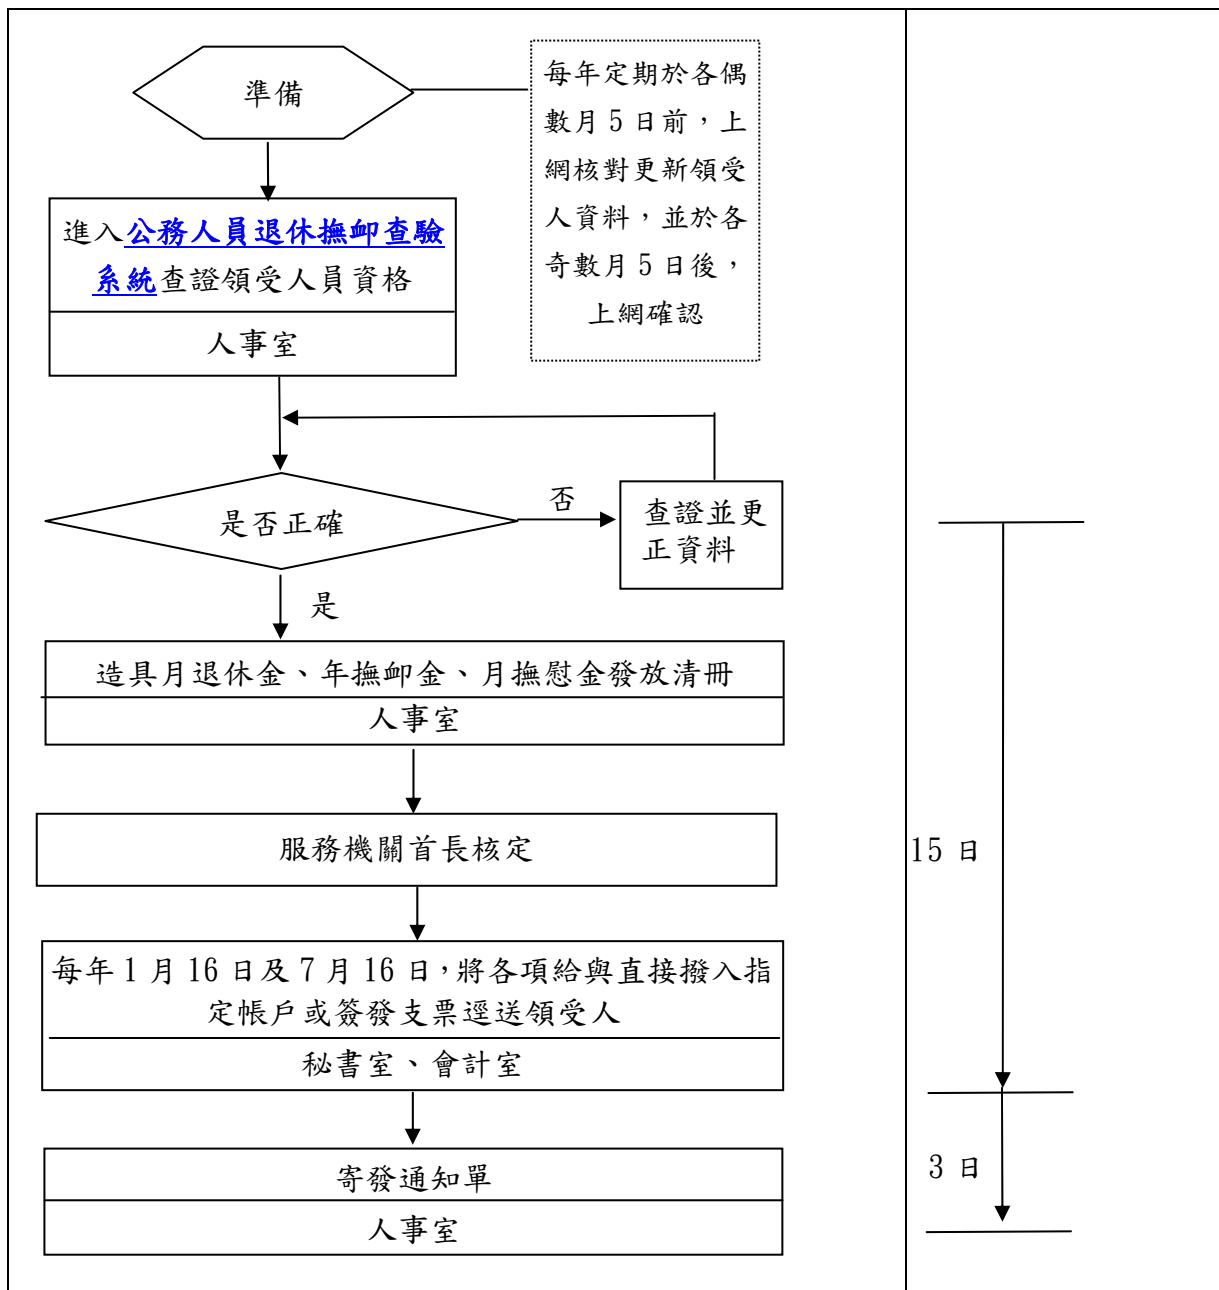 準備
每年定期於各偶
數月5日前，上
網核對更新領受
人資料，並於各
奇數月5日後，
上網確認
進入公務人員退休撫卹查驗
系統查證領受人員資格
人事室
是否正確
否
查證並更
正資料
是
造具月退休金、年撫卹金、月撫慰金發放清冊
人事室
服務機關首長核定
15 日
每年1月16日及7月16日，將各項給與直接撥入指
定帳戶或簽發支票逕送領受人
秘書室、會計室
寄發通知單
3 日
人事室